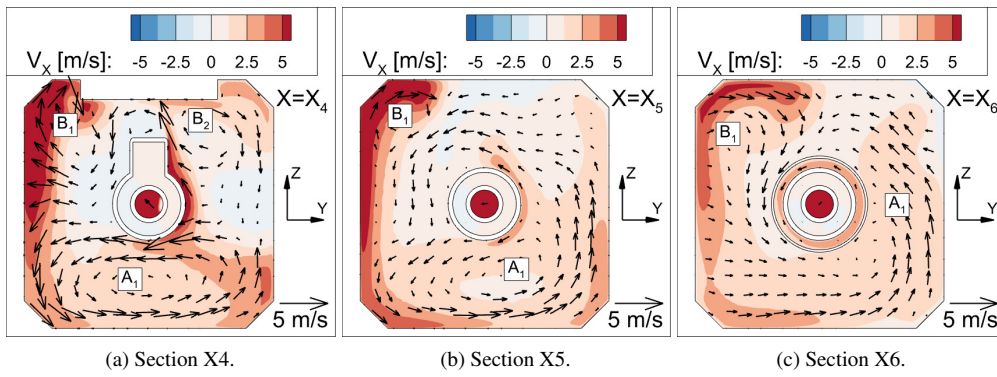 V_X [m/s]: -5 -2.5 0 2.5 5
X=X_4
B_1
B_2
Z
Y
A_1
5 m/s
(a) Section X4.
V_X [m/s]: -5 -2.5 0 2.5 5
X=X_5
B_1
Z
Y
A_1
5 m/s
(b) Section X5.
V_X [m/s]: -5 -2.5 0 2.5 5
X=X_6
B_1
Z
A_1
Y
5 m/s
(c) Section X6.